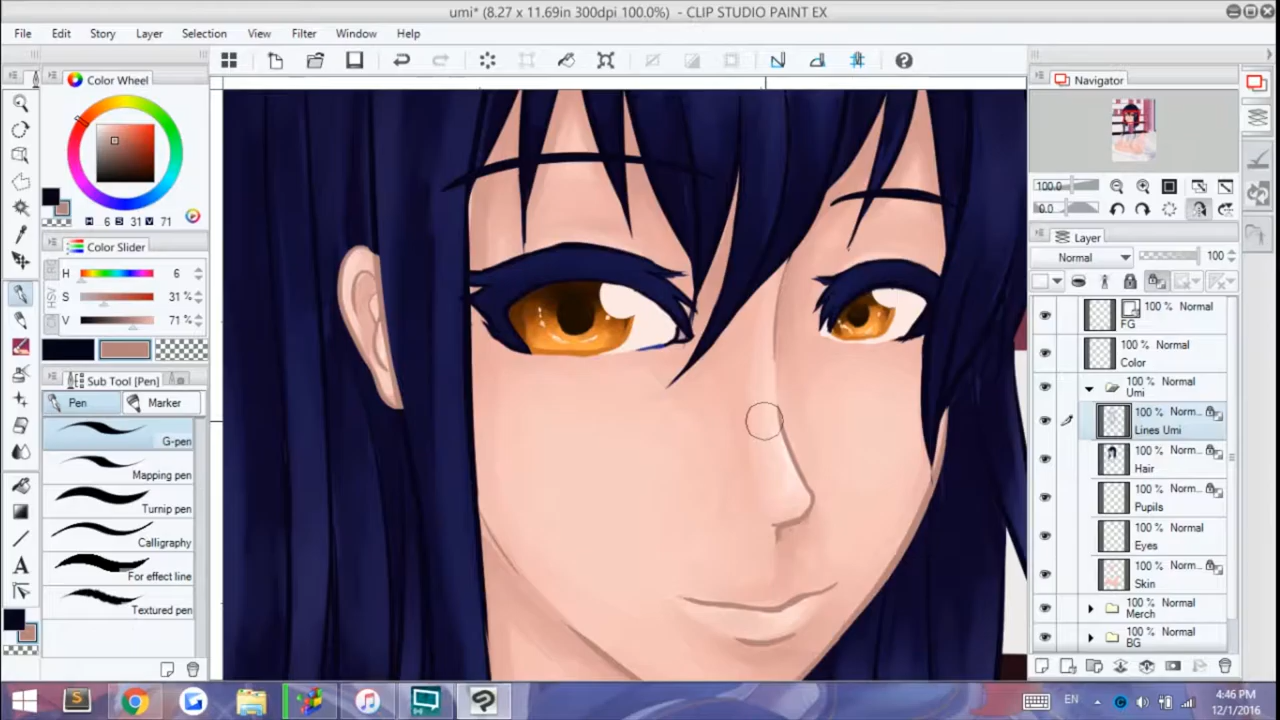 umi* (8.27 x 11.69in 300dpi 100.0%) - CLIP STUDIO PAINT EX
File Edit Story Layer Selection View Filter Window Help
Color Wheel
H 6 S 31 V 71
Color Slider
H 6
S 31 %
V 71 %
HSV
Sub Tool [Pen]
Pen Marker
G-pen
Mapping pen
Turnip pen
Calligraphy
For effect line
Textured pen
Navigator
100.0
0.0
Layer
Normal 100
100 % Normal
FG
100 % Normal
Color
100 % Normal
Umi
100 % Norm...
Lines Umi
100 % Norm...
Hair
100 % Norm...
Pupils
100 % Normal
Eyes
100 % Norm...
Skin
100 % Normal
Merch
100 % Normal
BG
EN
4:46 PM
12/1/2016